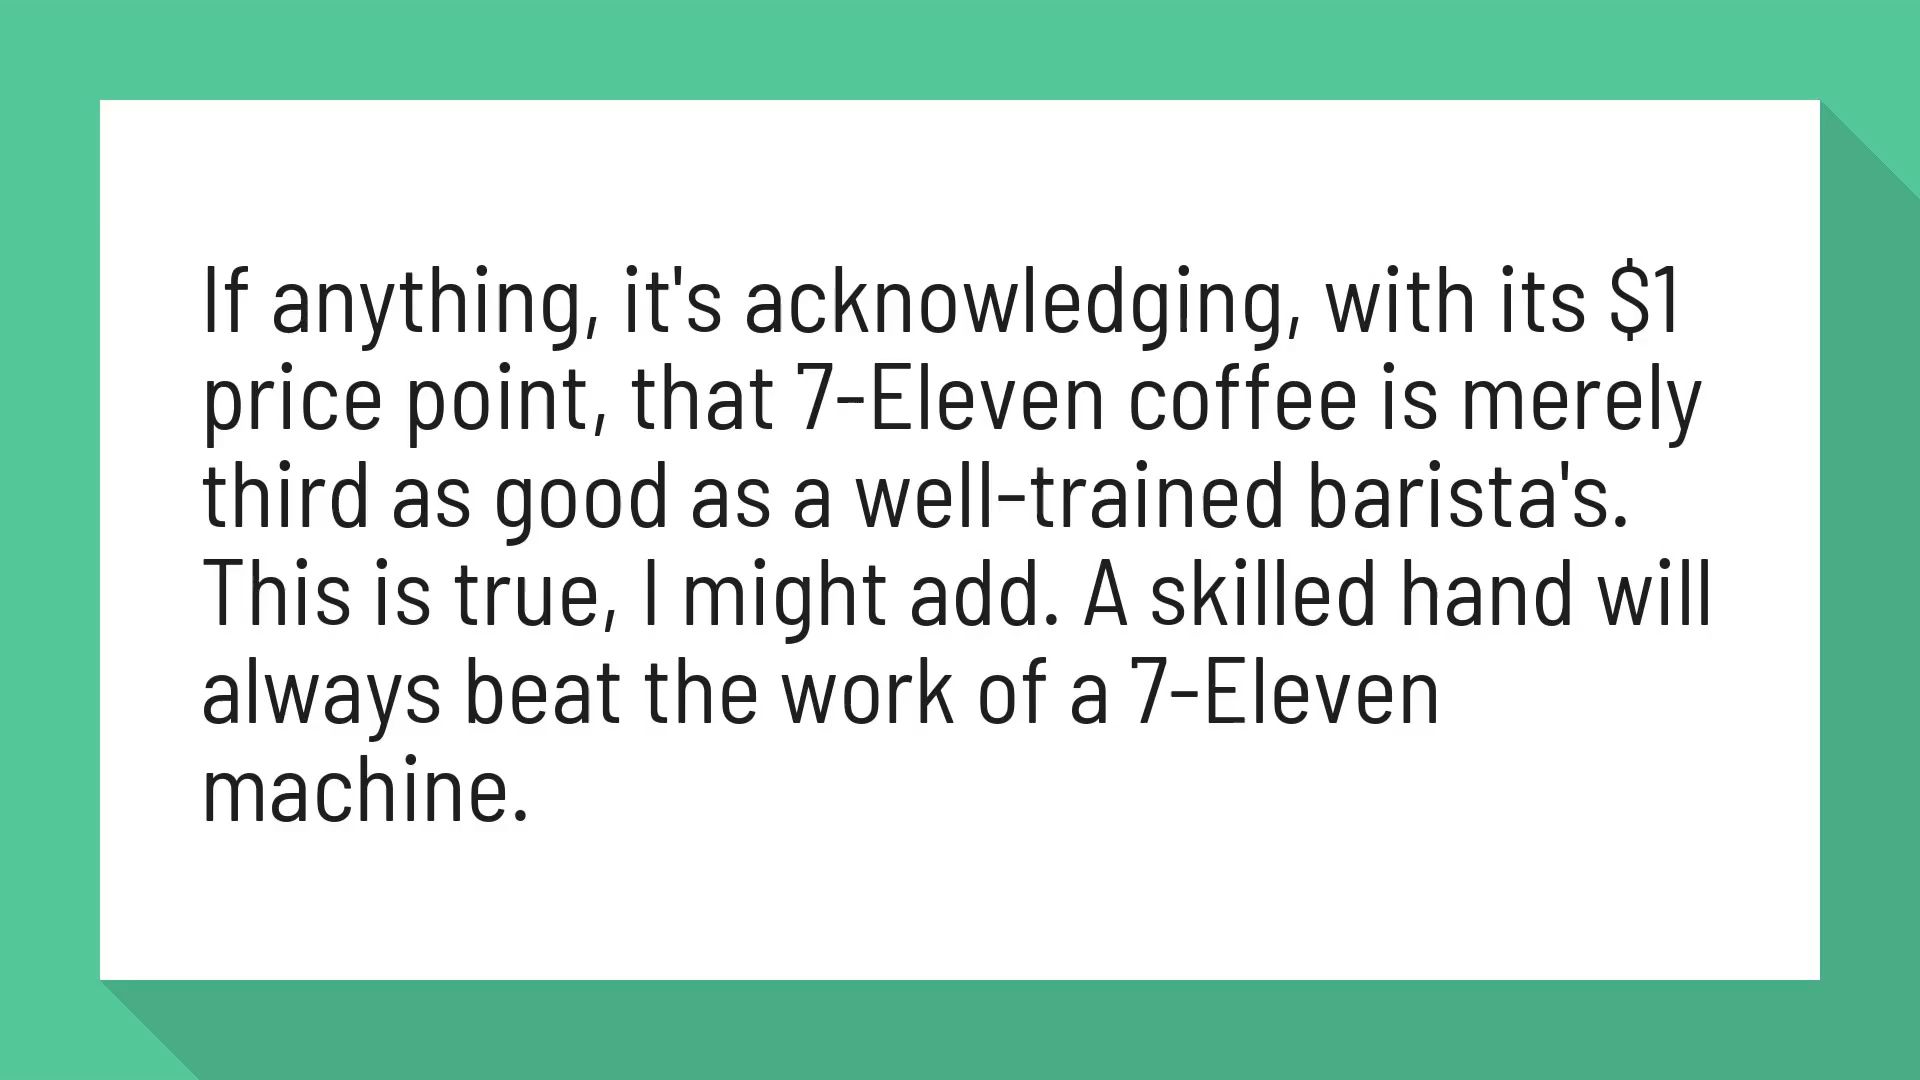 If anything, it's acknowledging, with its $1
price point, that 7-Eleven coffee is merely
third as good as a well-trained barista's.
This is true, I might add. A skilled hand will
always beat the work of a 7-Eleven
machine.